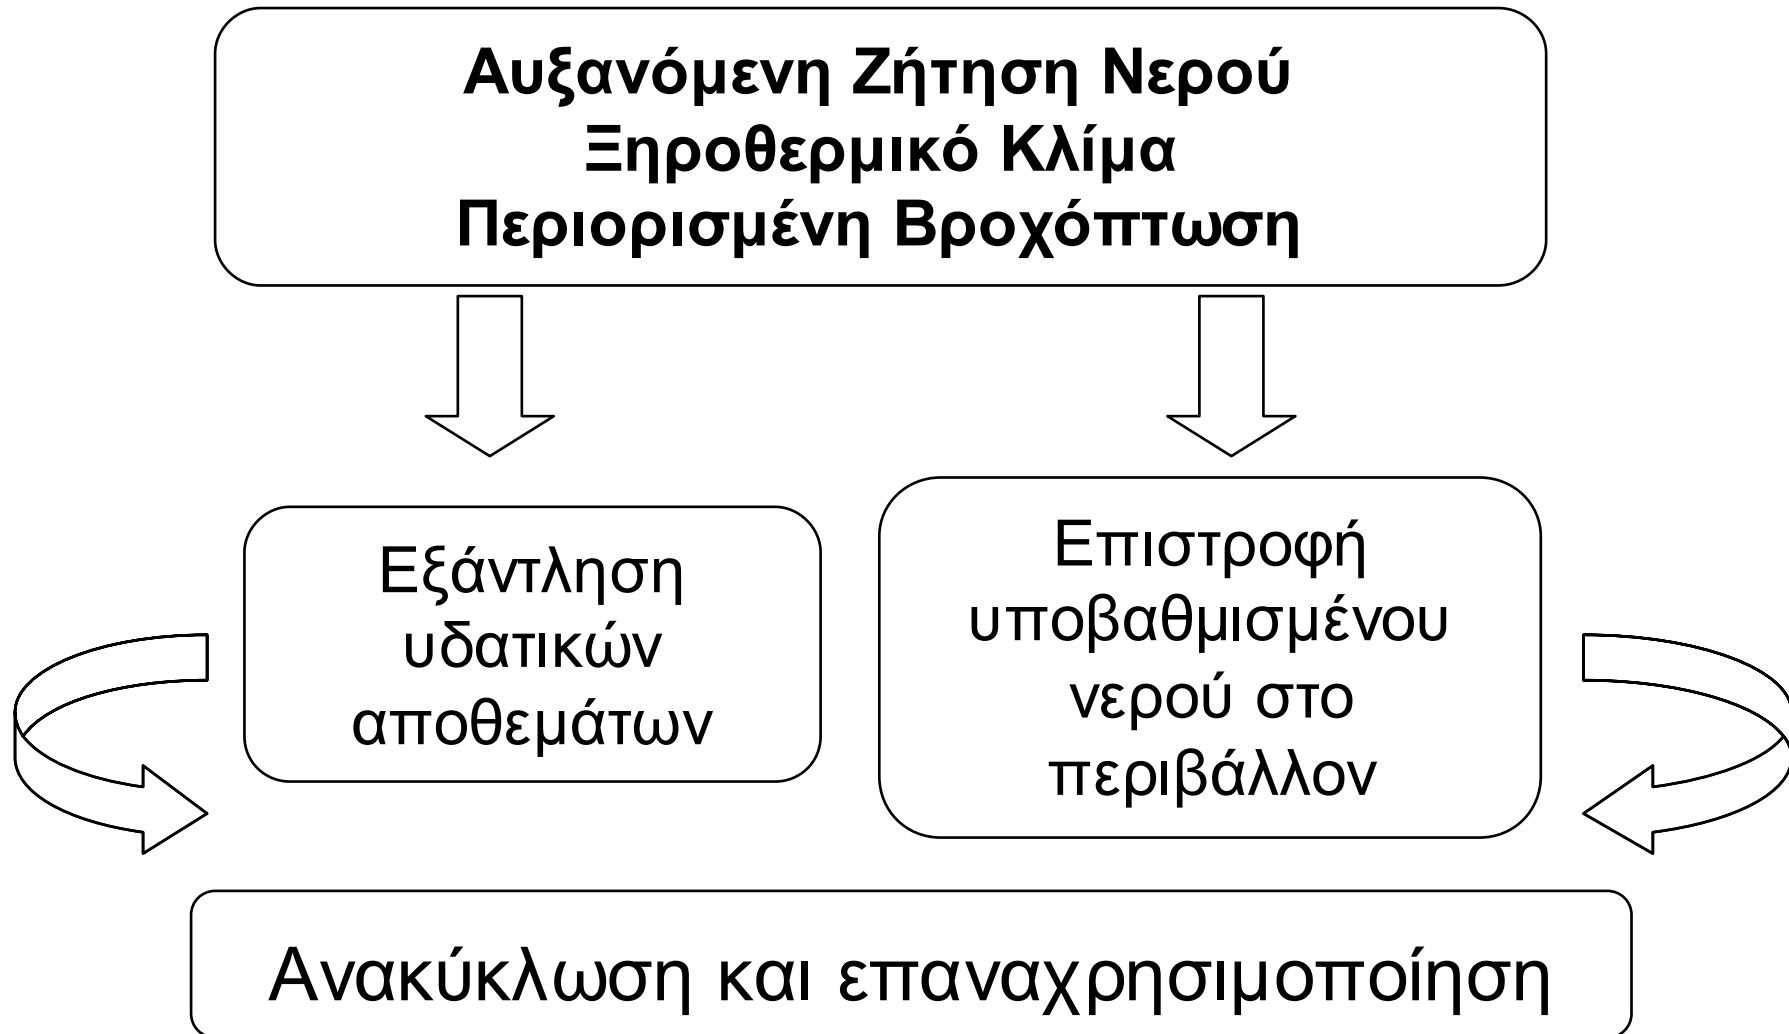 Αυξανόμενη Ζήτηση Νερού
Ξηροθερμικό Κλίμα
Περιορισμένη Βροχόπτωση
Εξάντληση
υδατικών
αποθεμάτων
Επιστροφή
υποβαθμισμένου
νερού στο
περιβάλλον
Ανακύκλωση και επαναχρησιμοποίηση